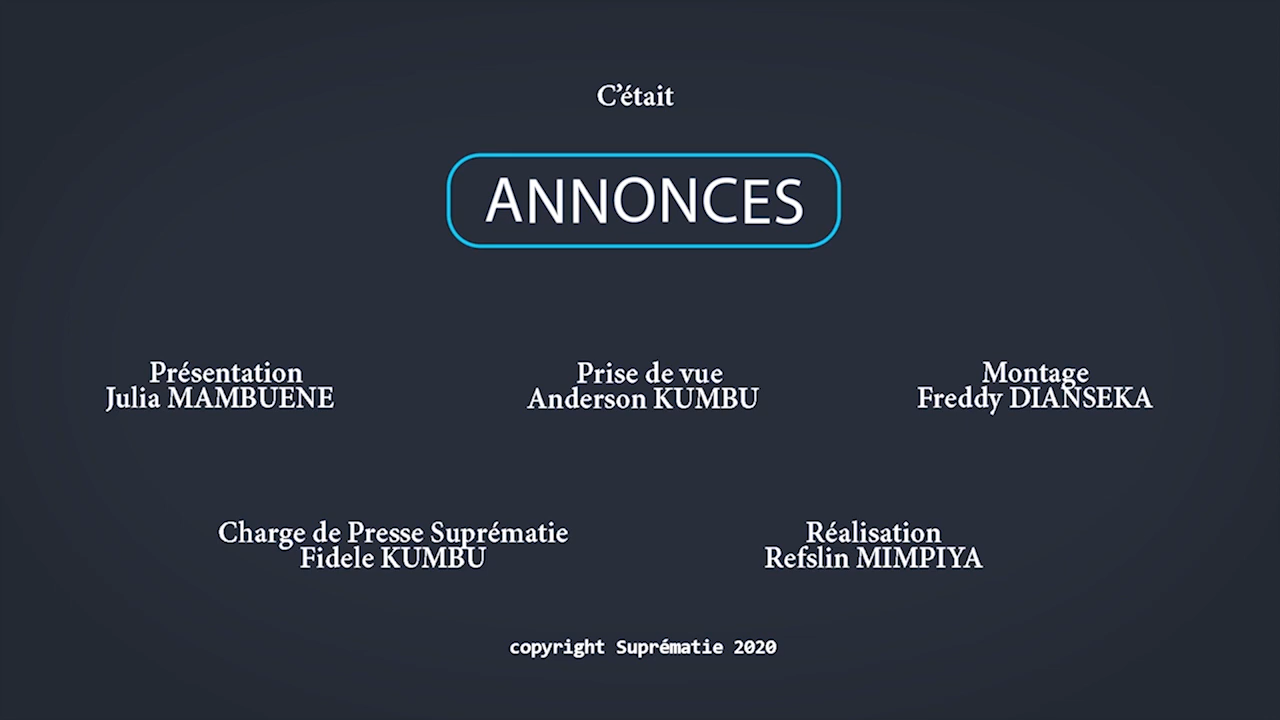 C’était
ANNONCES
Présentation
Julia MAMBUENE
Prise de vue
Anderson KUMBU
Montage
Freddy DIANSEKA
Charge de Presse Suprématie
Fidele KUMBU
Réalisation
Refslin MIMPIYA
copyright Suprématie 2020